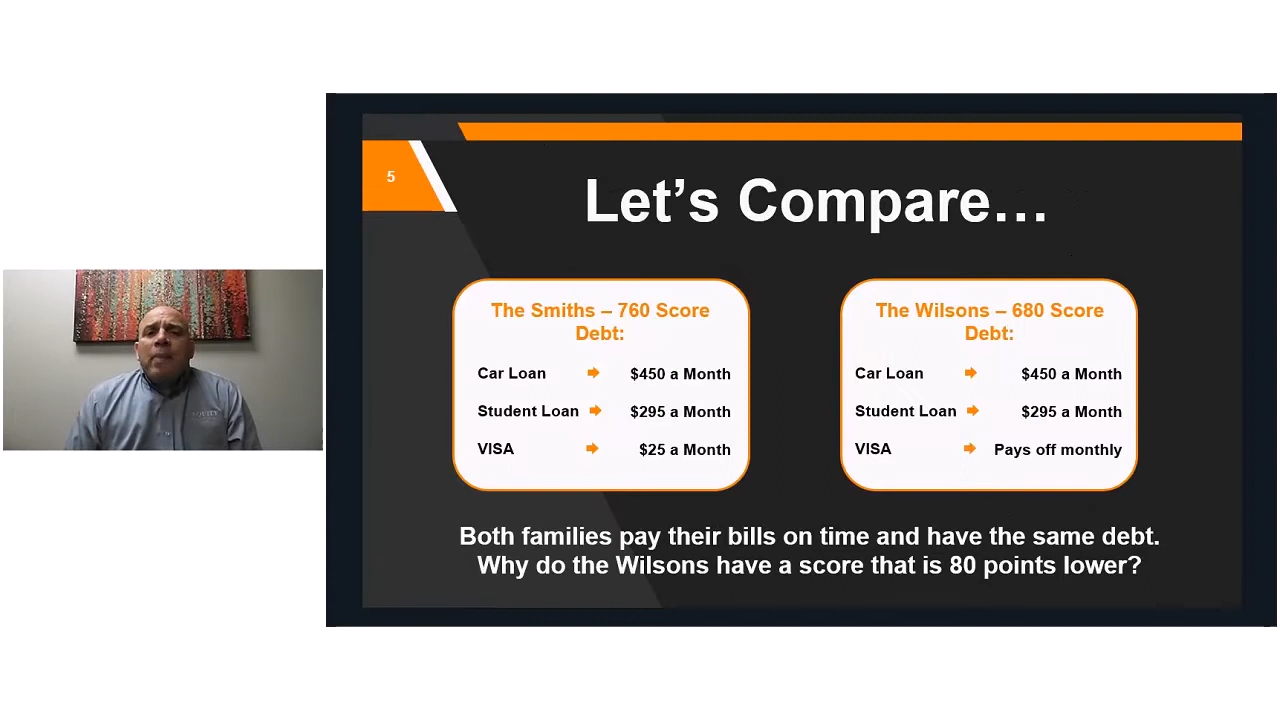 5
Let's Compare…
The Smiths – 760 Score
Debt:
Car Loan $450 a Month
Student Loan $295 a Month
VISA $25 a Month
The Wilsons – 680 Score
Debt:
Car Loan $450 a Month
Student Loan $295 a Month
VISA Pays off monthly
Both families pay their bills on time and have the same debt.
Why do the Wilsons have a score that is 80 points lower?